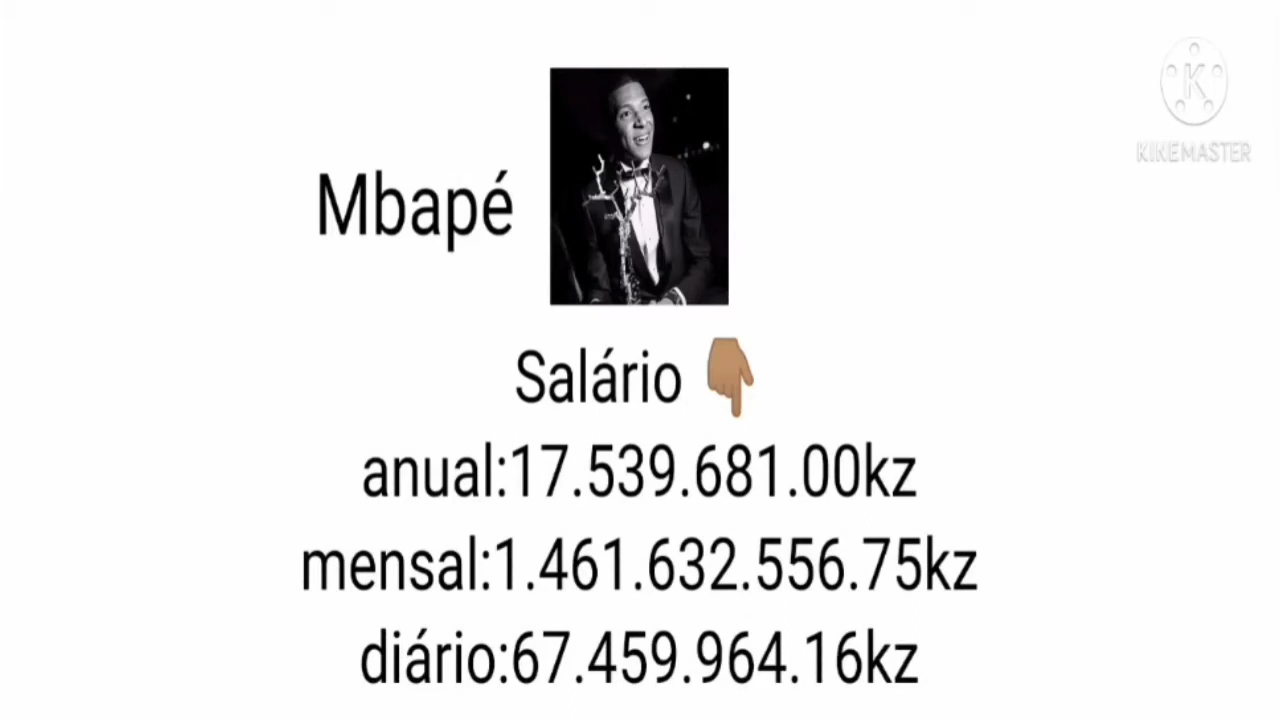 K
KINEMASTER
Mbapé
Salário 👇🏽
anual:17.539.681.00kz
mensal:1.461.632.556.75kz
diário:67.459.964.16kz